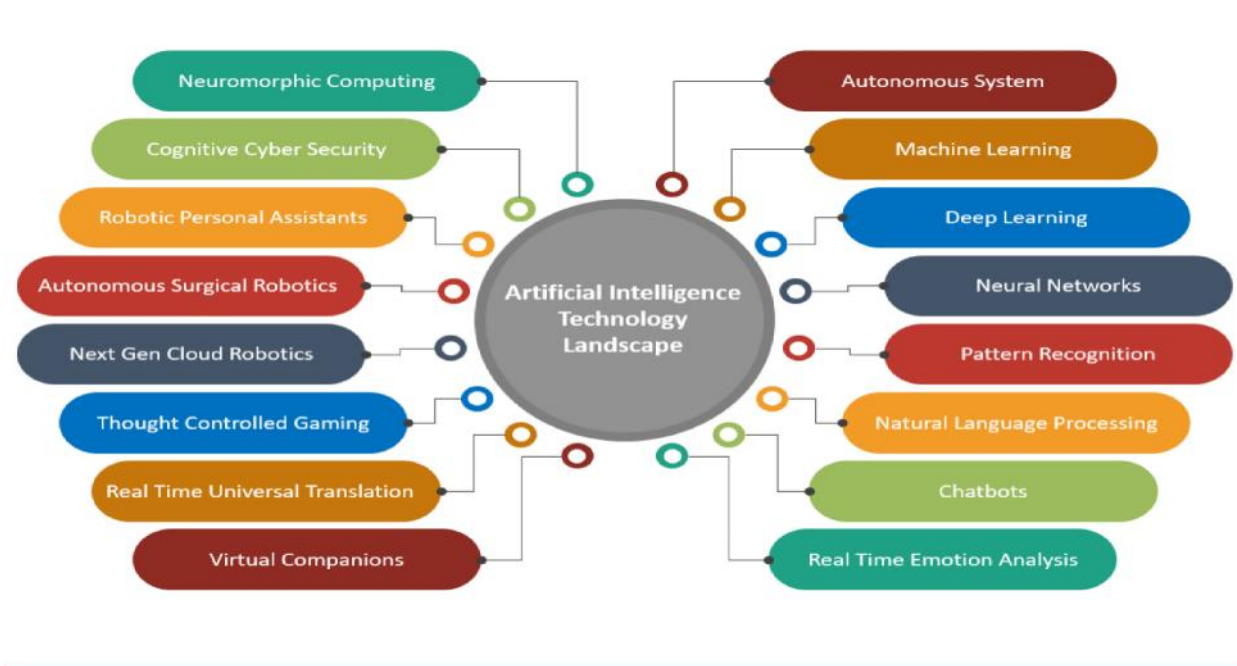 Neuromorphic Computing
Cognitive Cyber Security
Robotic Personal Assistants
Autonomous Surgical Robotics
Next Gen Cloud Robotics
Thought Controlled Gaming
Real Time Universal Translation
Virtual Companions
Artificial Intelligence
Technology
Landscape
Autonomous System
Machine Learning
Deep Learning
Neural Networks
Pattern Recognition
Natural Language Processing
Chatbots
Real Time Emotion Analysis